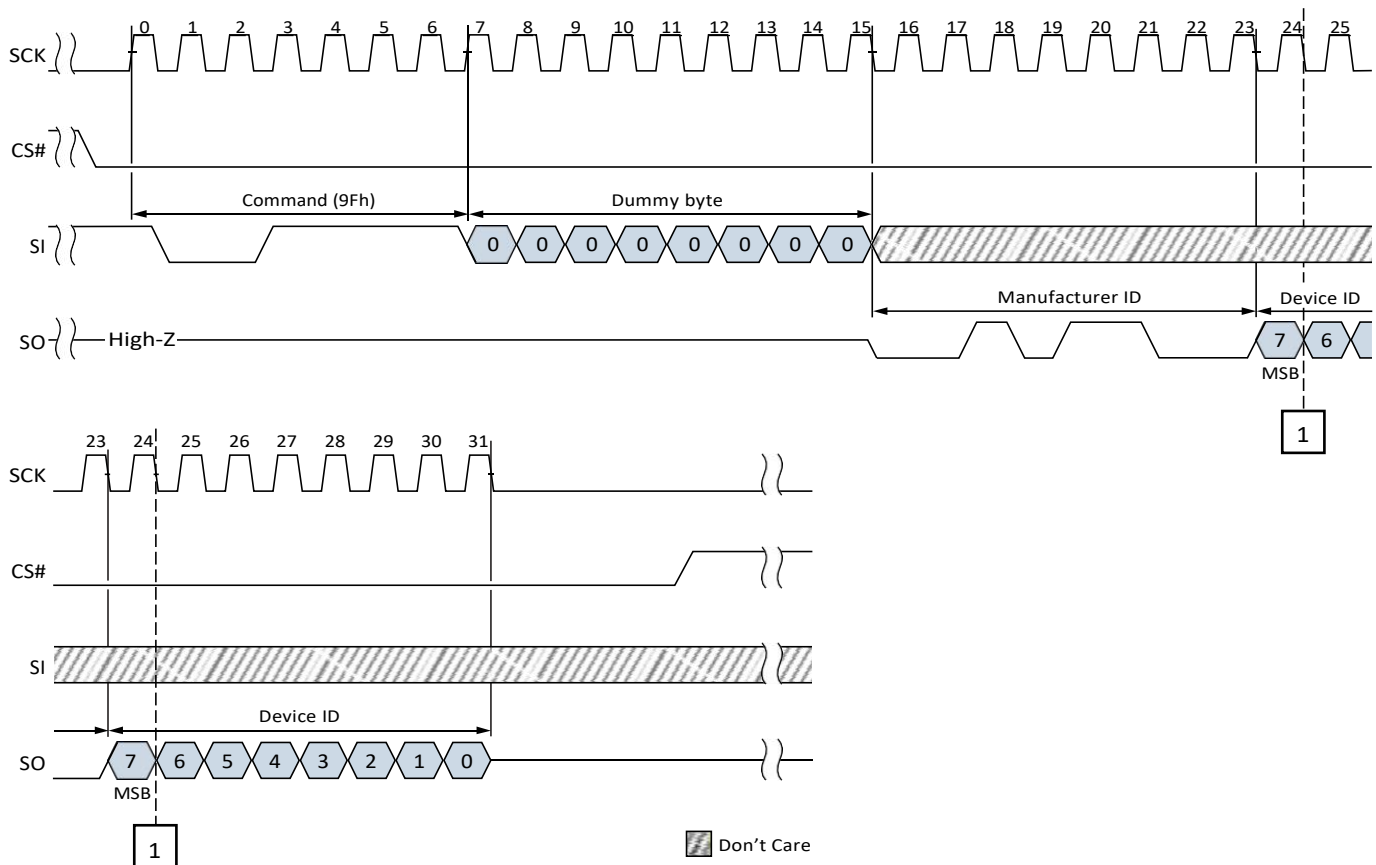 0 1 2 3 4 5 6 7 8 9 10 11 12 13 14 15 16 17 18 19 20 21 22 23 24 25
SCK
CS#
Command (9Fh) Dummy byte
SI 0 0 0 0 0 0 0 0
Manufacturer ID Device ID
SO High-Z 7 6
MSB
1
23 24 25 26 27 28 29 30 31
SCK
CS#
SI
Device ID
SO 7 6 5 4 3 2 1 0
MSB
1
Don't Care